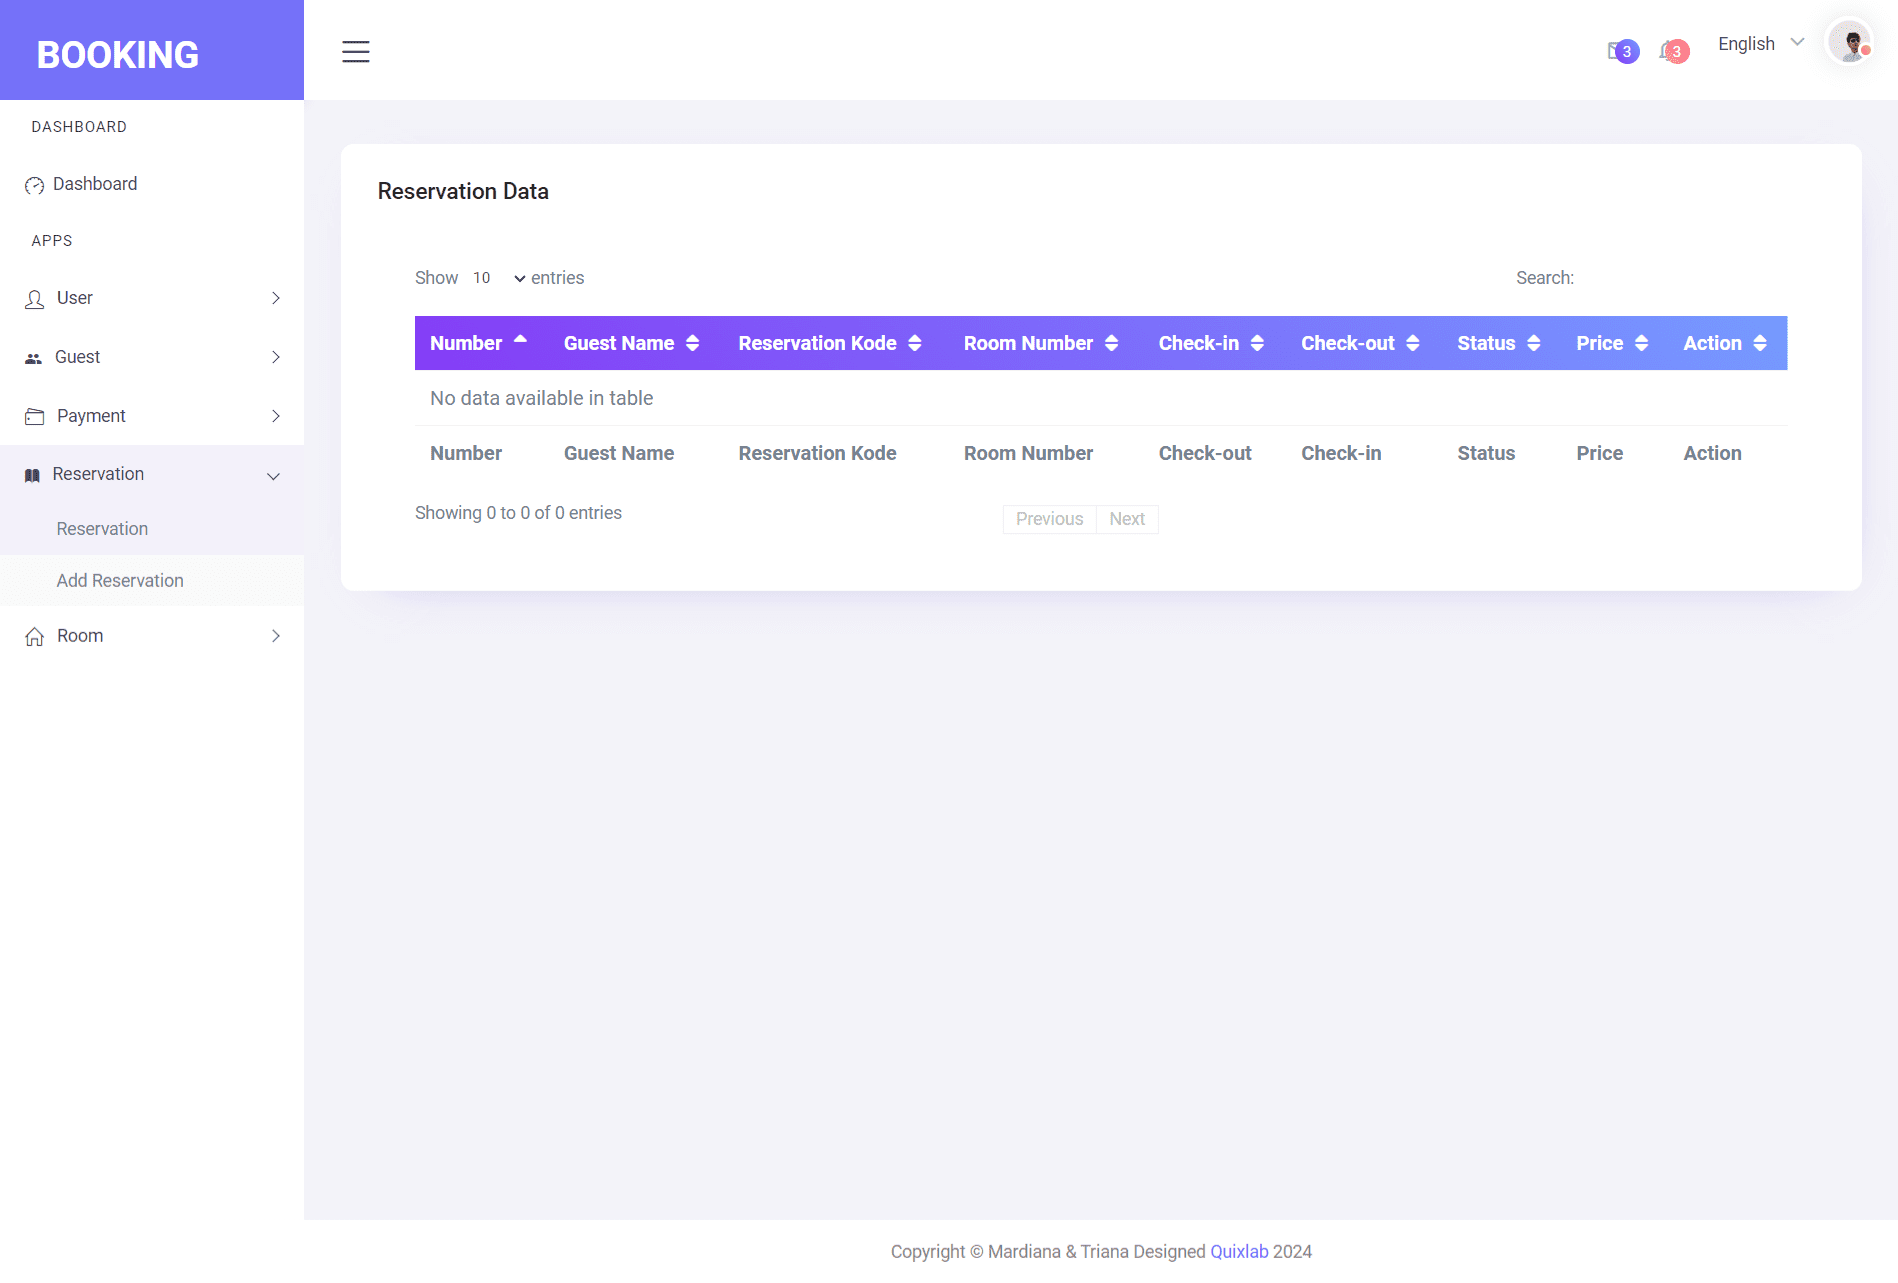 BOOKING
3
3
English
DASHBOARD
Dashboard
APPS
User
Guest
Payment
Reservation
Reservation
Add Reservation
Room
Reservation Data
Show 10 entries
Search:
Number Guest Name Reservation Kode Room Number Check-in Check-out Status Price Action
No data available in table
Number Guest Name Reservation Kode Room Number Check-out Check-in Status Price Action
Showing 0 to 0 of 0 entries
Previous Next
Copyright © Mardiana & Triana Designed Quixlab 2024